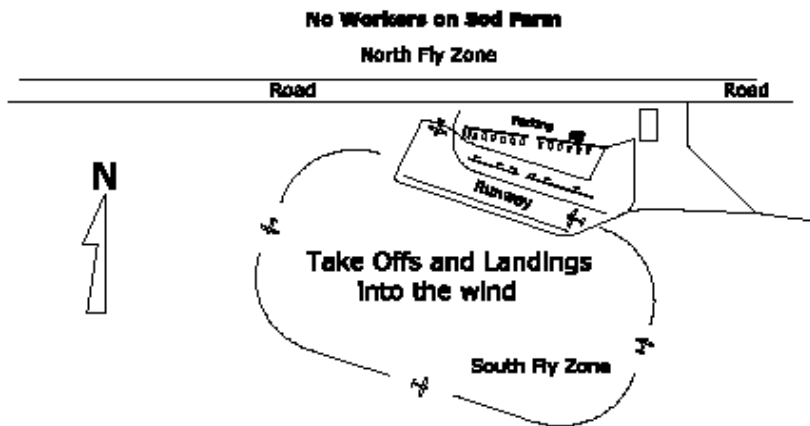 No Workers on Sod Farm
North Fly Zone
Road
Road
Parking
N
Runway
Take Offs and Landings
into the wind
South Fly Zone